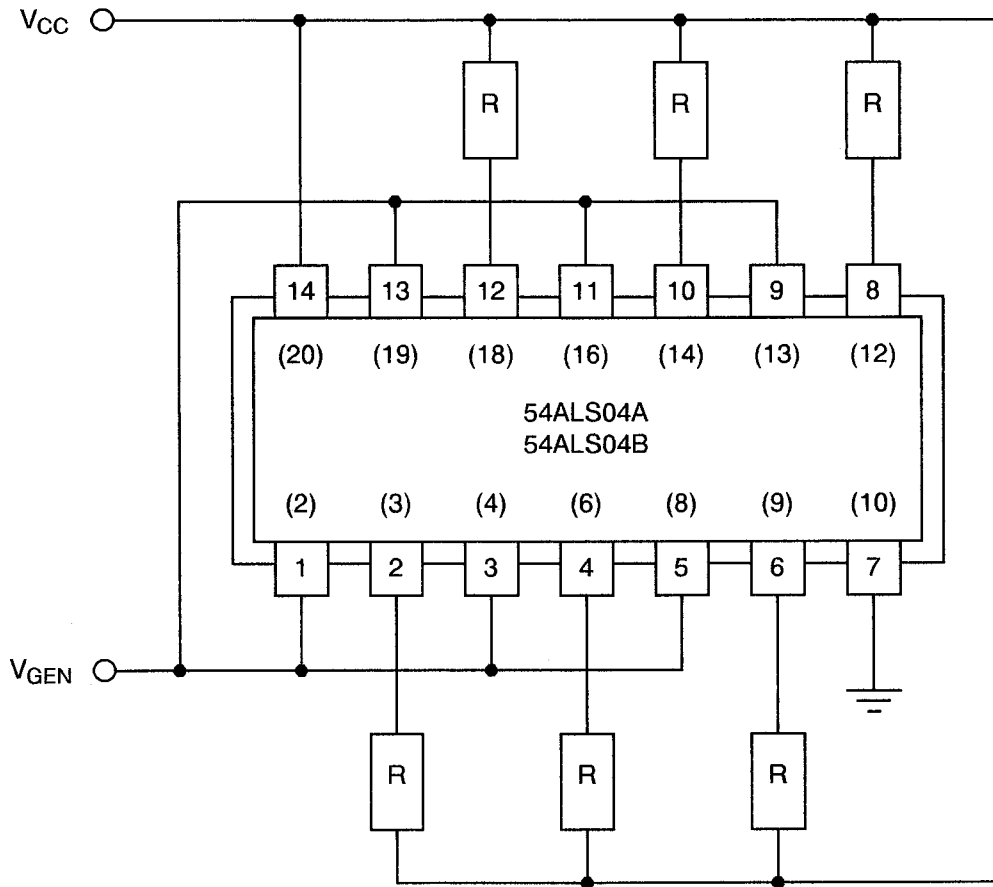 VCC
R R R
14 13 12 11 10 9 8
(20) (19) (18) (16) (14) (13) (12)
54ALS04A
54ALS04B
(2) (3) (4) (6) (8) (9) (10)
1 2 3 4 5 6 7
VGEN
R R R